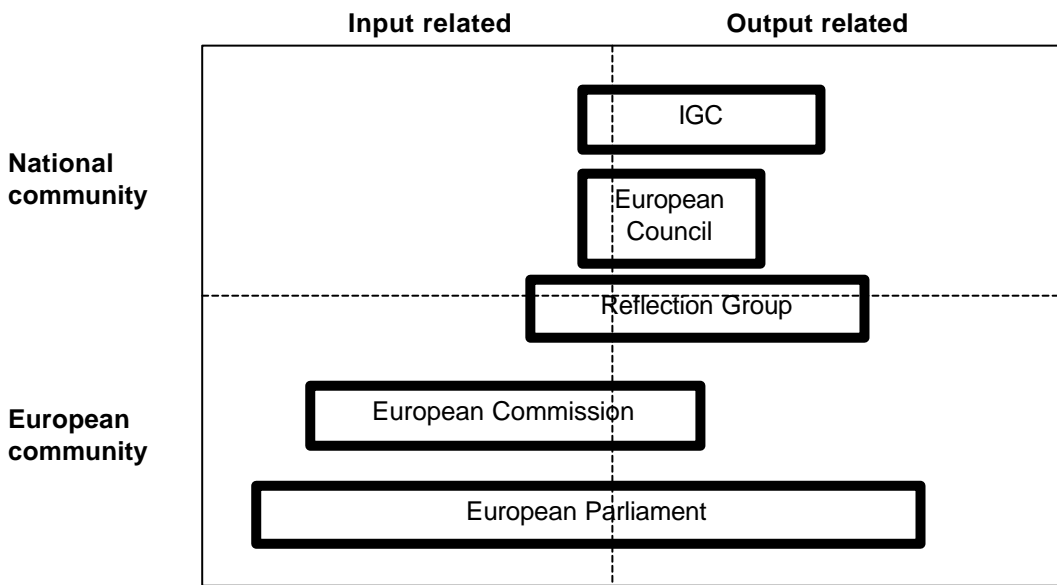 Input related
Output related
IGC
National
community
European
Council
Reflection Group
European Commission
European
community
European Parliament